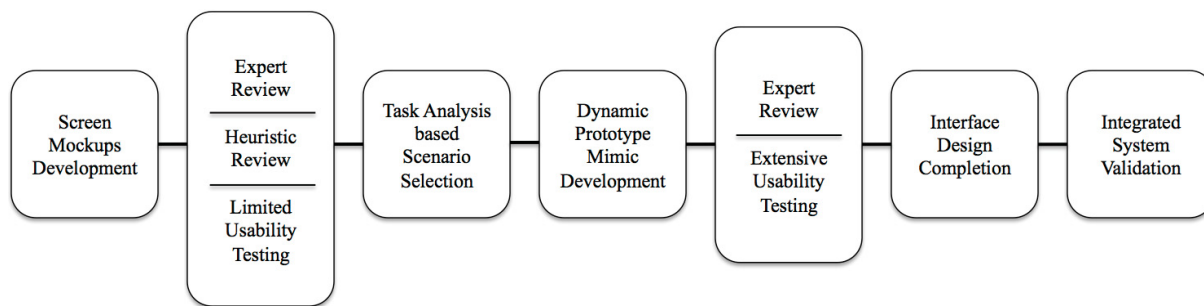 Screen
Mockups
Development
Expert
Review
Heuristic
Review
Limited
Usability
Testing
Task Analysis
based
Scenario
Selection
Dynamic
Prototype
Mimic
Development
Expert
Review
Extensive
Usability
Testing
Interface
Design
Completion
Integrated
System
Validation